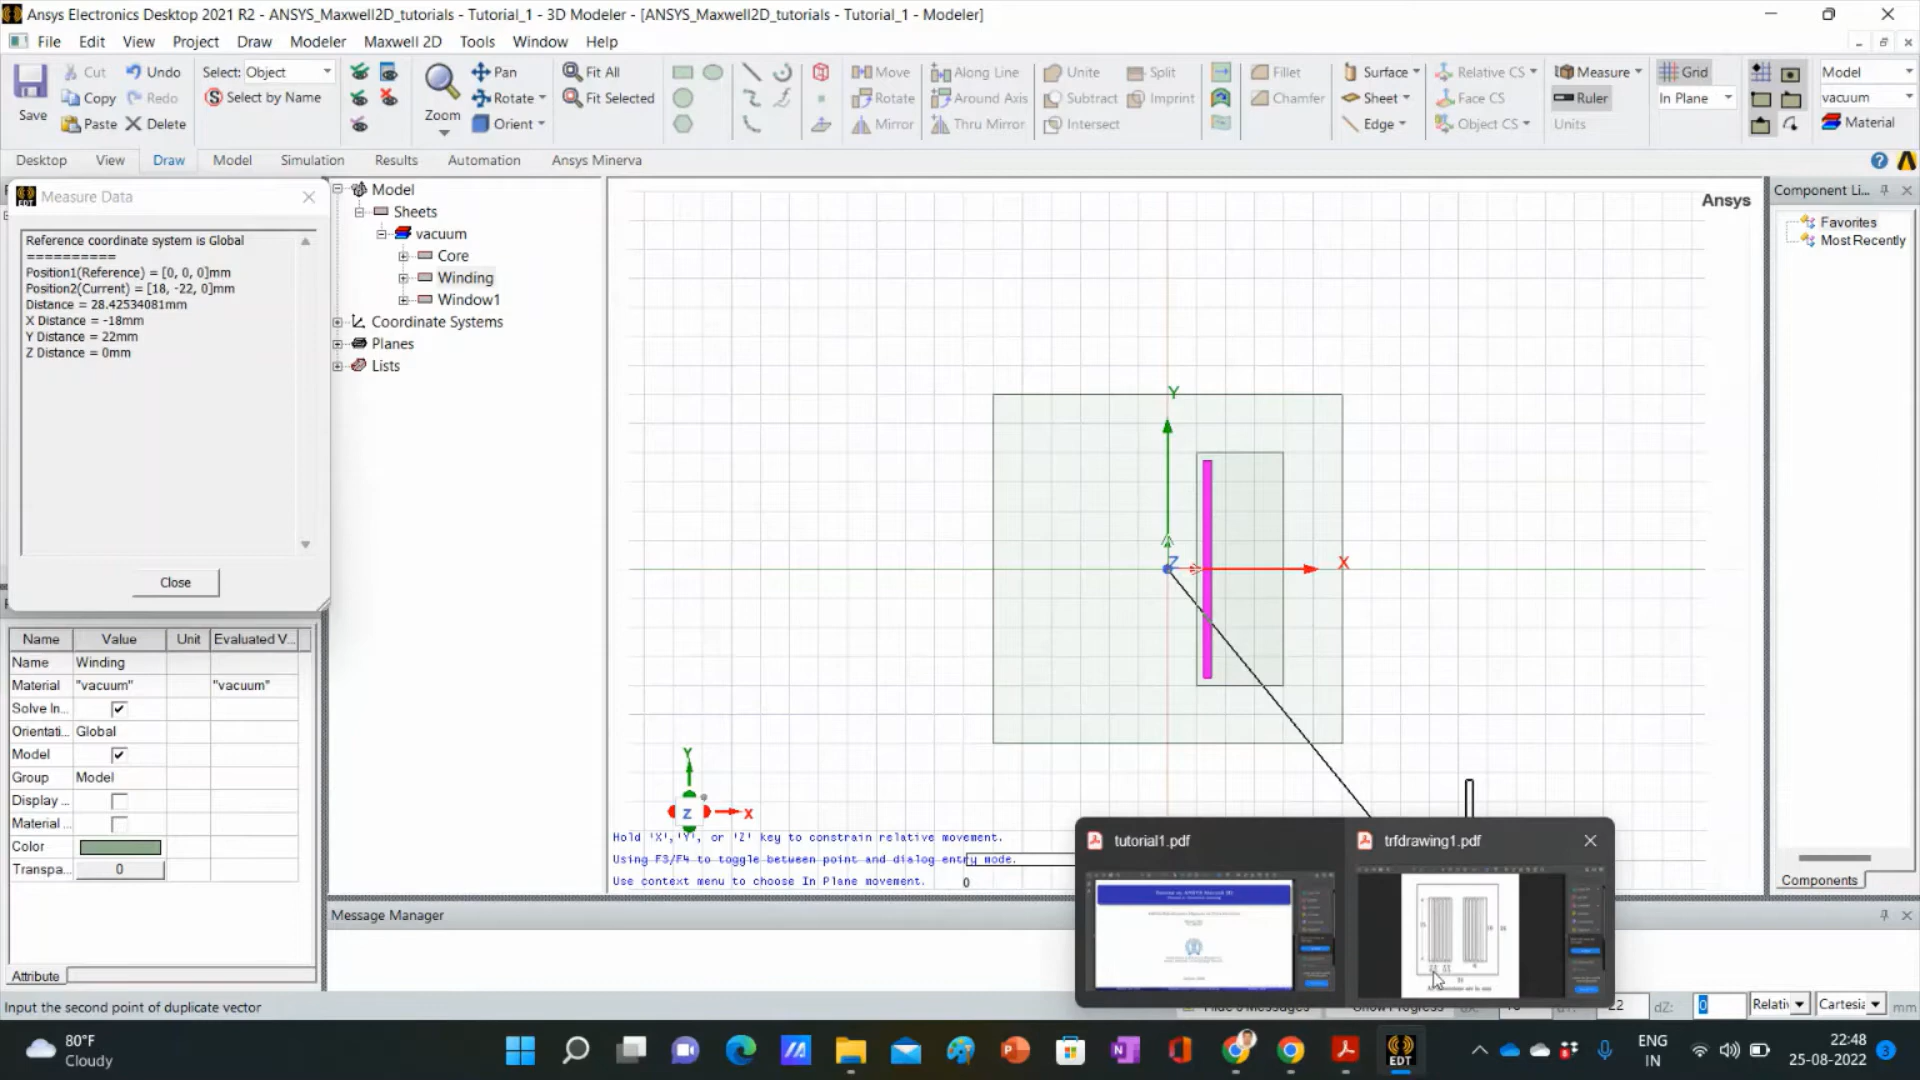 Ansys Electronics Desktop 2021 R2 - ANSYS_Maxwell2D_tutorials - Tutorial_1 - 3D Modeler - [ANSYS_Maxwell2D_tutorials - Tutorial_1 - Modeler]
File Edit View Project Draw Modeler Maxwell 2D Tools Window Help
Save
Cut Undo
Copy Redo
Paste Delete
Select: Object
Select by Name
Zoom
Pan
Rotate
Orient
Fit All
Fit Selected
Move Along Line
Rotate Around Axis
Mirror Thru Mirror
Unite Split
Subtract Imprint
Intersect
Fillet
Chamfer
Surface
Sheet
Edge
Relative CS
Face CS
Object CS
Measure
Ruler
Units
Grid
In Plane
Model
vacuum
Material
Desktop View Draw Model Simulation Results Automation Ansys Minerva
Measure Data
Reference coordinate system is Global
==========
Position1(Reference) = [0, 0, 0]mm
Position2(Current) = [18, -22, 0]mm
Distance = 28.42534081mm
X Distance = -18mm
Y Distance = 22mm
Z Distance = 0mm
Close
Model
Sheets
vacuum
Core
Winding
Window1
Coordinate Systems
Planes
Lists
Ansys
Y
Z
X
Y
Z
X
Component Li...
Favorites
Most Recently
Components
Name Value Unit Evaluated V...
Name Winding
Material "vacuum" "vacuum"
Solve In...
Orientati... Global
Model
Group Model
Display ...
Material ...
Color
Transpa... 0
Attribute
Hold 'X','Y', or 'Z' key to constrain relative movement.
Using F3/F4 to toggle between point and dialog entry mode.
Use context menu to choose In Plane movement.
0
Message Manager
tutorial1.pdf
trfdrawing1.pdf
Input the second point of duplicate vector
22 dZ: 0 Relativ Cartesia mm
80°F
Cloudy
EDT
ENG
IN
22:48
25-08-2022
3